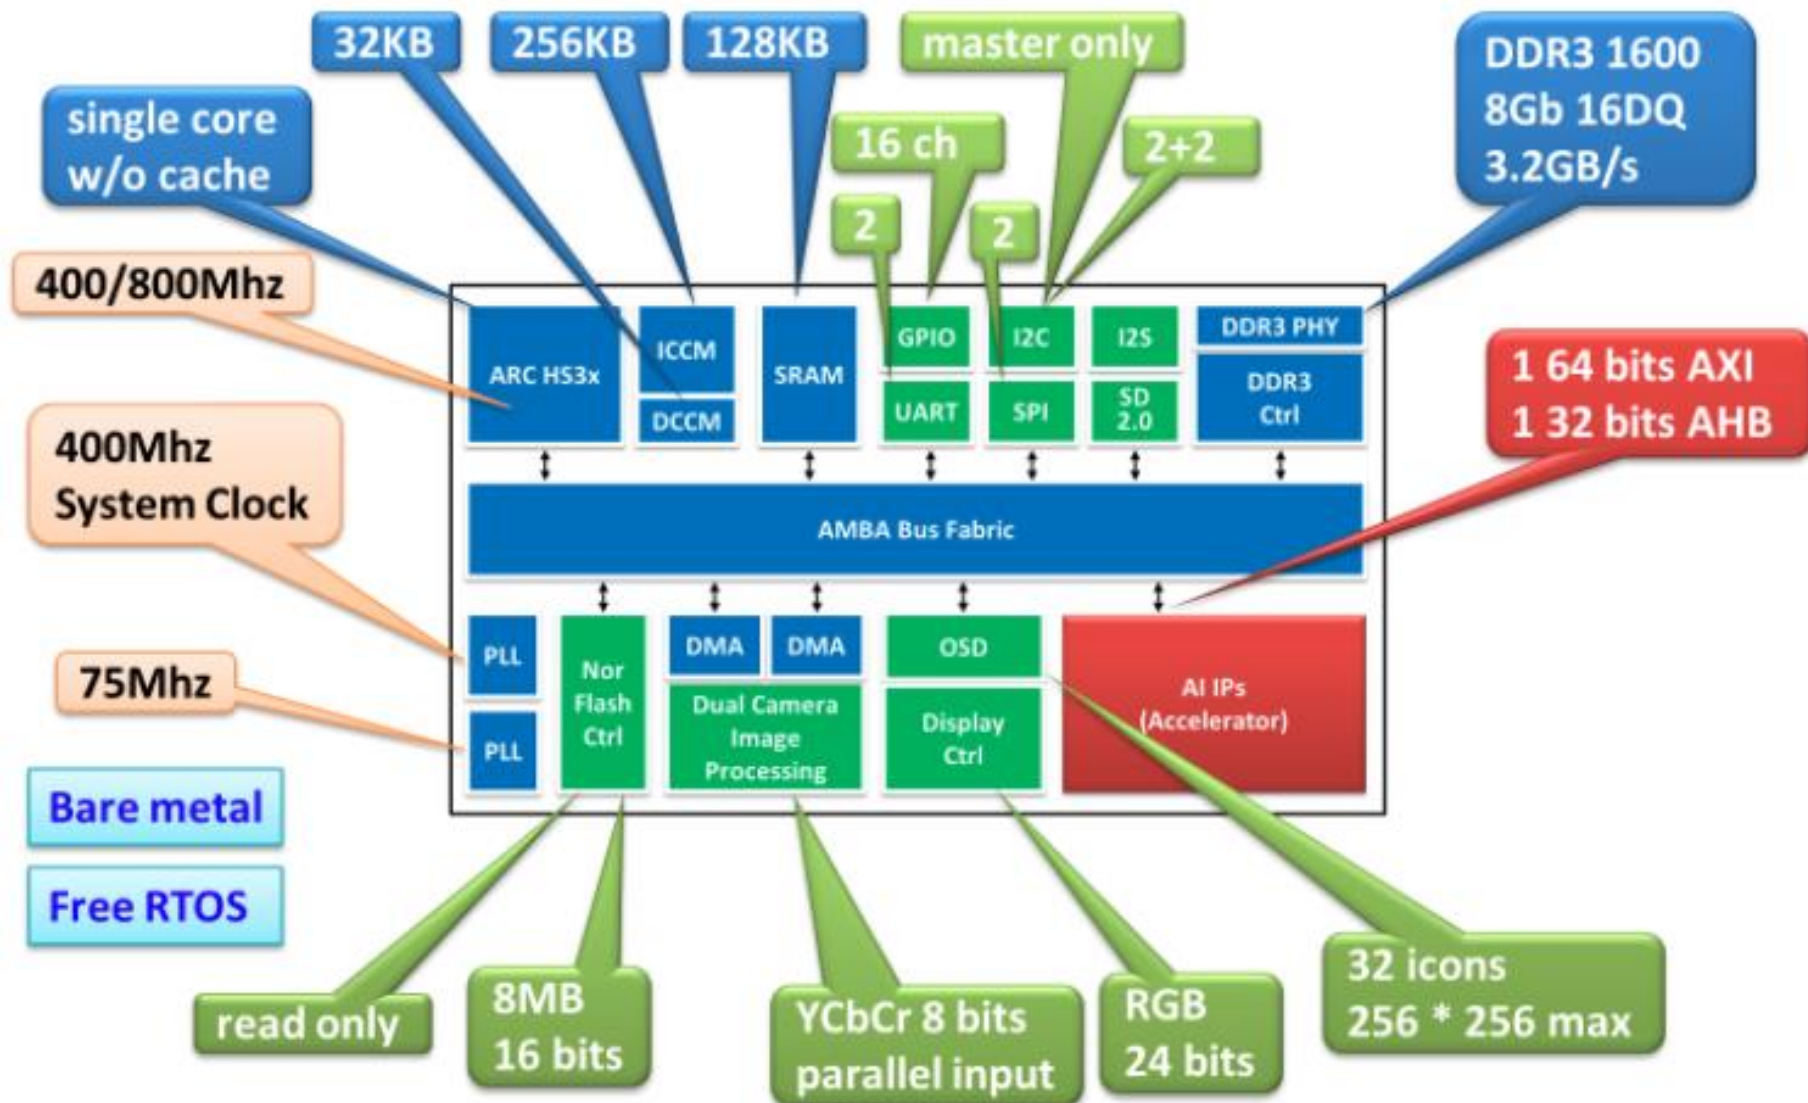 32KB
256KB
128KB
master only
DDR3 1600
8Gb 16DQ
3.2GB/s
single core
w/o cache
16 ch
2+2
2
2
400/800Mhz
ARC HS3x
ICCM
DCCM
SRAM
GPIO
I2C
I2S
UART
SPI
SD
2.0
DDR3 PHY
DDR3
Ctrl
1 64 bits AXI
1 32 bits AHB
400Mhz
System Clock
AMBA Bus Fabric
75Mhz
PLL
PLL
Nor
Flash
Ctrl
DMA
DMA
Dual Camera
Image
Processing
OSD
Display
Ctrl
AI IPs
(Accelerator)
Bare metal
Free RTOS
read only
8MB
16 bits
YCbCr 8 bits
parallel input
RGB
24 bits
32 icons
256 * 256 max